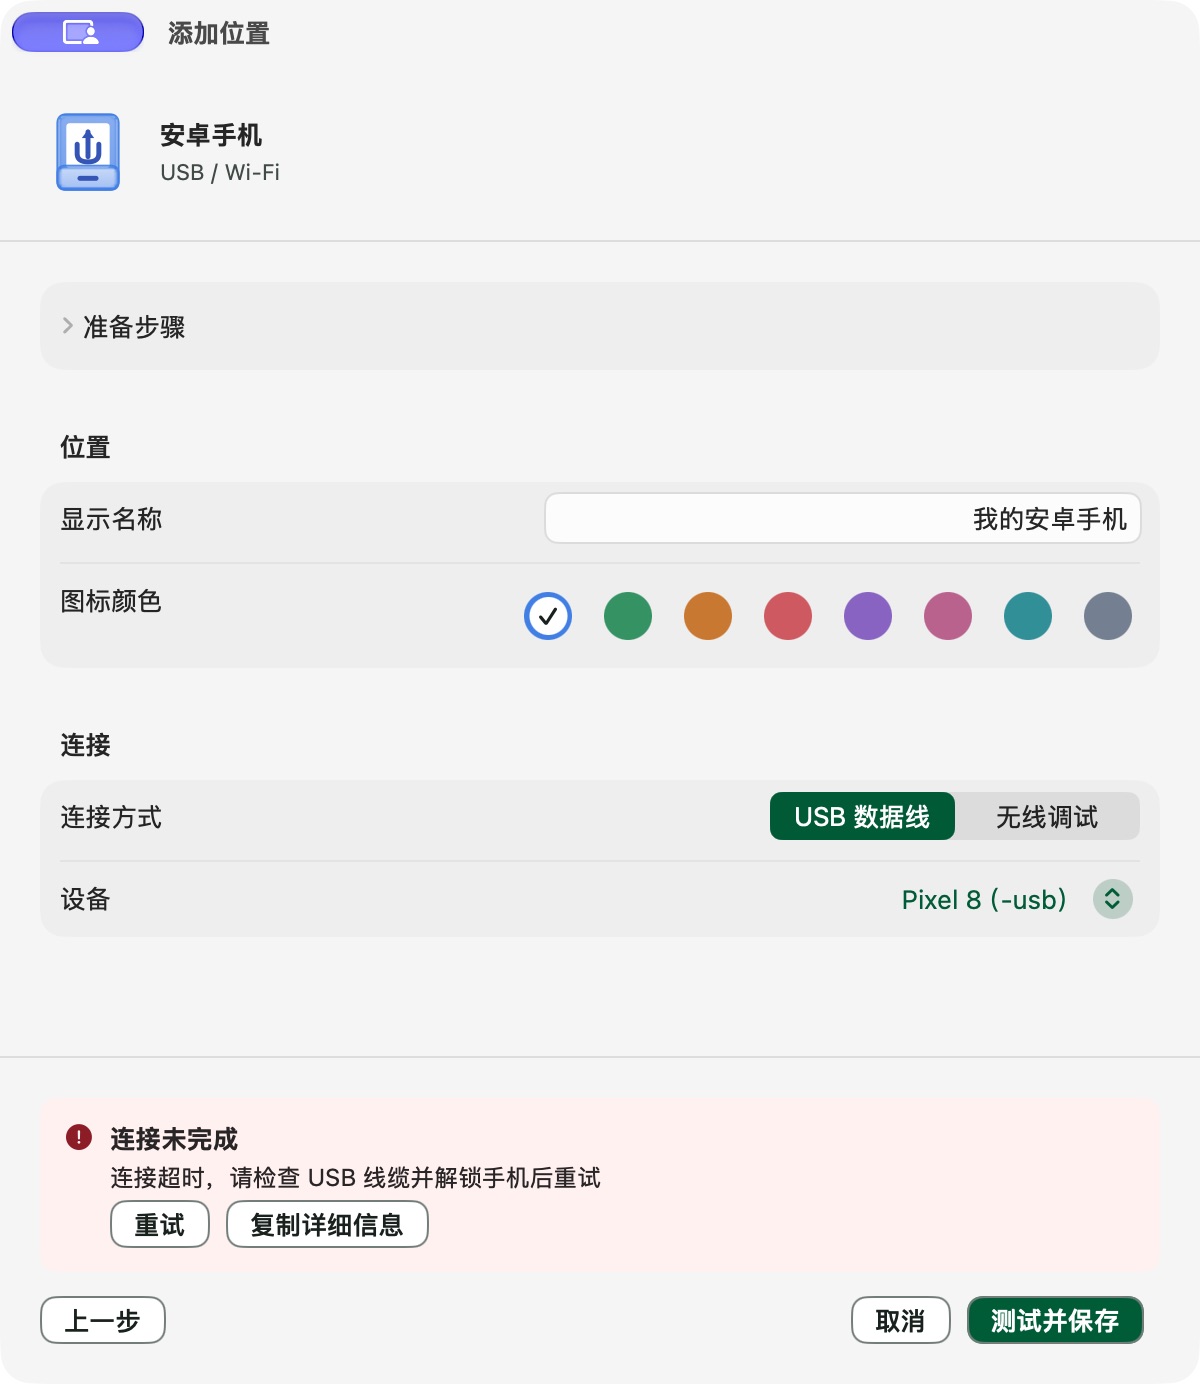 添加位置
安卓手机
USB / Wi-Fi
准备步骤
位置
显示名称
我的安卓手机
图标颜色
连接
连接方式
USB 数据线
无线调试
设备
Pixel 8 (-usb)
连接未完成
连接超时，请检查 USB 线缆并解锁手机后重试
重试
复制详细信息
上一步
取消
测试并保存